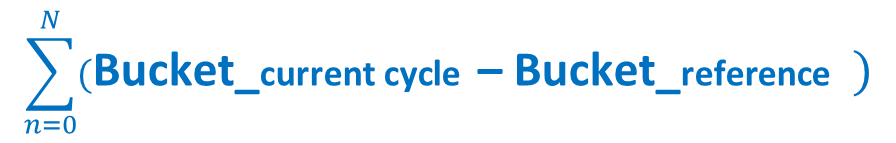 N
∑(Bucket_current cycle – Bucket_reference )
n=0